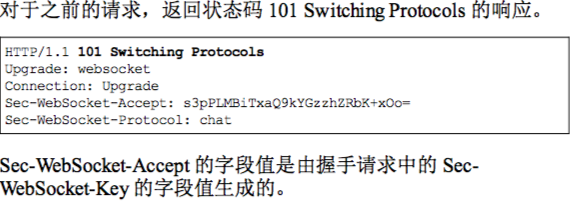 对于之前的请求，返回状态码 101 Switching Protocols 的响应。
HTTP/1.1 101 Switching Protocols
Upgrade: websocket
Connection: Upgrade
Sec-WebSocket-Accept: s3pPLMBiTxaQ9kYGzzhZRbK+xOo=
Sec-WebSocket-Protocol: chat
Sec-WebSocket-Accept 的字段值是由握手请求中的 Sec-
WebSocket-Key 的字段值生成的。